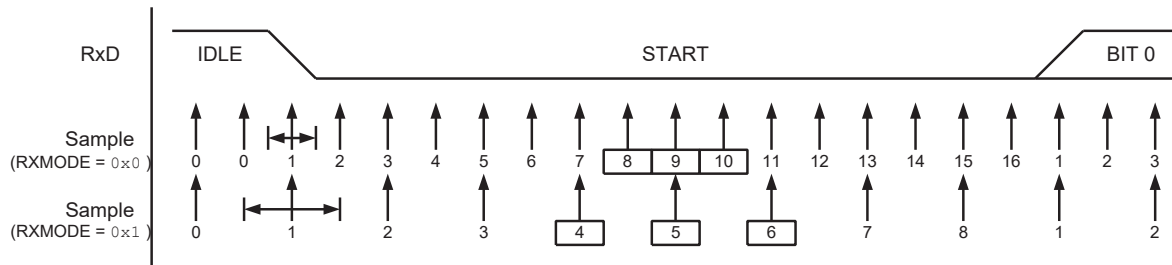 RxD IDLE START BIT 0
Sample
(RXMODE = 0x0 ) 0 0 1 2 3 4 5 6 7 8 9 10 11 12 13 14 15 16 1 2 3
Sample
(RXMODE = 0x1 ) 0 1 2 3 4 5 6 7 8 1 2